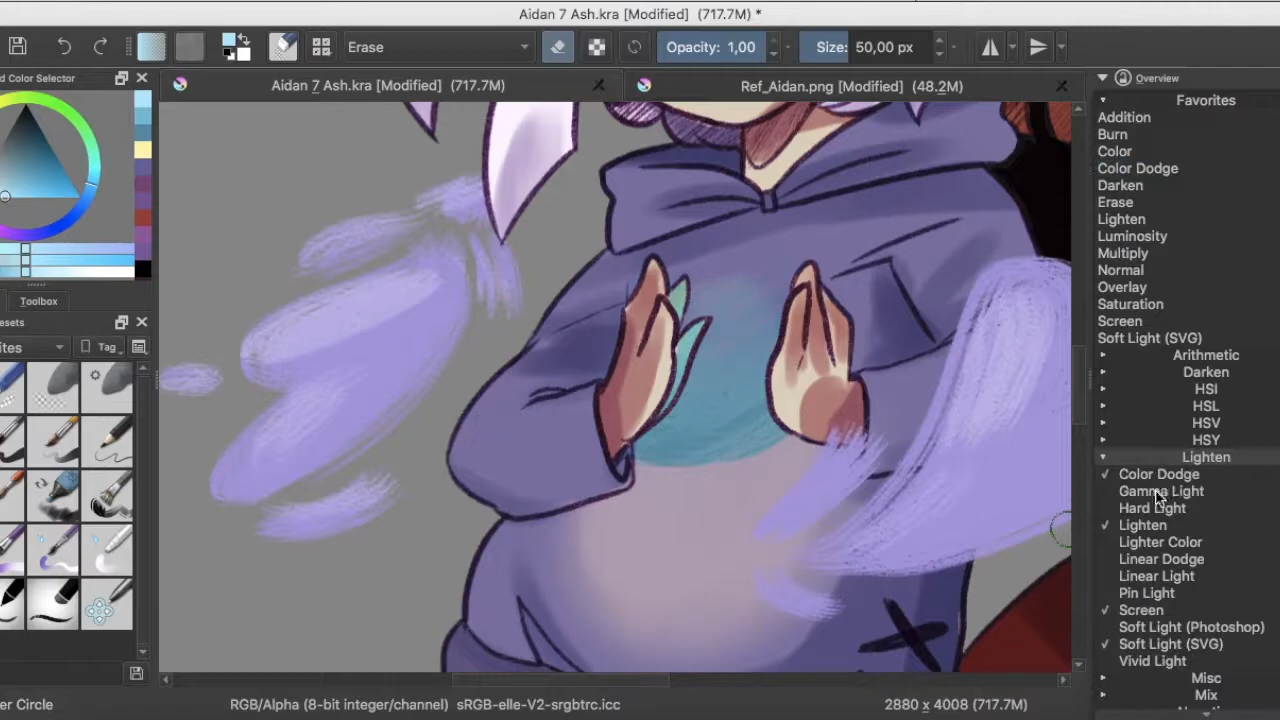 Aidan 7 Ash.kra [Modified] (717.7M) *
Erase
Opacity: 1,00
Size: 50,00 px
d Color Selector
Aidan 7 Ash.kra [Modified] (717.7M)
Ref_Aidan.png [Modified] (48.2M)
Overview
Toolbox
esets
ites
Tag
Favorites
Addition
Burn
Color
Color Dodge
Darken
Erase
Lighten
Luminosity
Multiply
Normal
Overlay
Saturation
Screen
Soft Light (SVG)
Arithmetic
Darken
HSI
HSL
HSV
HSY
Lighten
Color Dodge
Gamma Light
Hard Light
Lighten
Lighter Color
Linear Dodge
Linear Light
Pin Light
Screen
Soft Light (Photoshop)
Soft Light (SVG)
Vivid Light
Misc
Mix
er Circle
RGB/Alpha (8-bit integer/channel) sRGB-elle-V2-srgbtrc.icc
2880 x 4008 (717.7M)